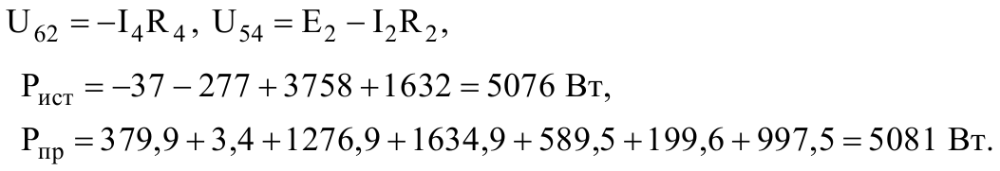 U₆₂ = −I₄R₄, U₅₄ = E₂ − I₂R₂,
Pист = −37 − 277 + 3758 + 1632 = 5076 Вт,
Pпр = 379,9 + 3,4 + 1276,9 + 1634,9 + 589,5 + 199,6 + 997,5 = 5081 Вт.